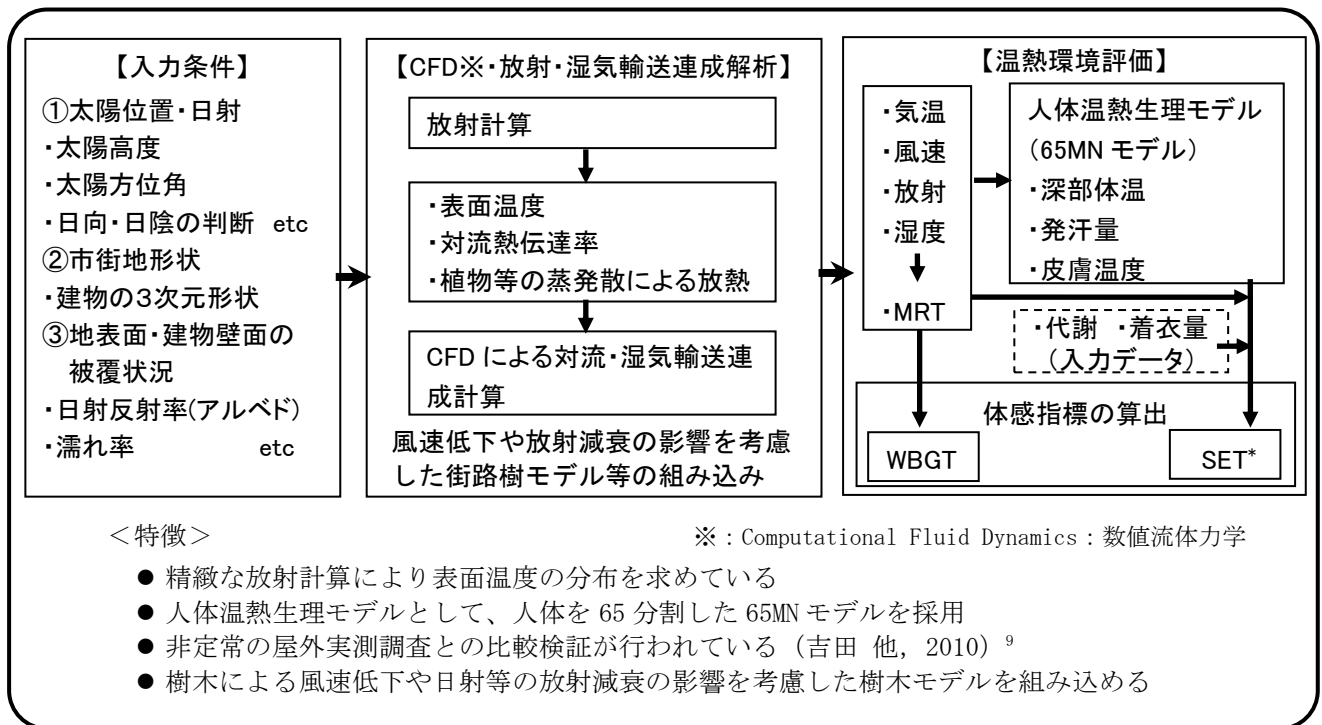 【入力条件】
①太陽位置・日射
・太陽高度
・太陽方位角
・日向・日陰の判断 etc
②市街地形状
・建物の3次元形状
③地表面・建物壁面の
被覆状況
・日射反射率(アルベド)
・濡れ率 etc
【CFD※・放射・湿気輸送連成解析】
放射計算
・表面温度
・対流熱伝達率
・植物等の蒸発散による放熱
CFDによる対流・湿気輸送連
成計算
風速低下や放射減衰の影響を考慮
した街路樹モデル等の組み込み
【温熱環境評価】
・気温
・風速
・放射
・湿度
・MRT
人体温熱生理モデル
(65MNモデル)
・深部体温
・発汗量
・皮膚温度
・代謝 ・着衣量
(入力データ)
体感指標の算出
WBGT
SET*
<特徴>
※:Computational Fluid Dynamics:数値流体力学
● 精緻な放射計算により表面温度の分布を求めている
● 人体温熱生理モデルとして、人体を65分割した65MNモデルを採用
● 非定常の屋外実測調査との比較検証が行われている(吉田 他, 2010)9
● 樹木による風速低下や日射等の放射減衰の影響を考慮した樹木モデルを組み込める